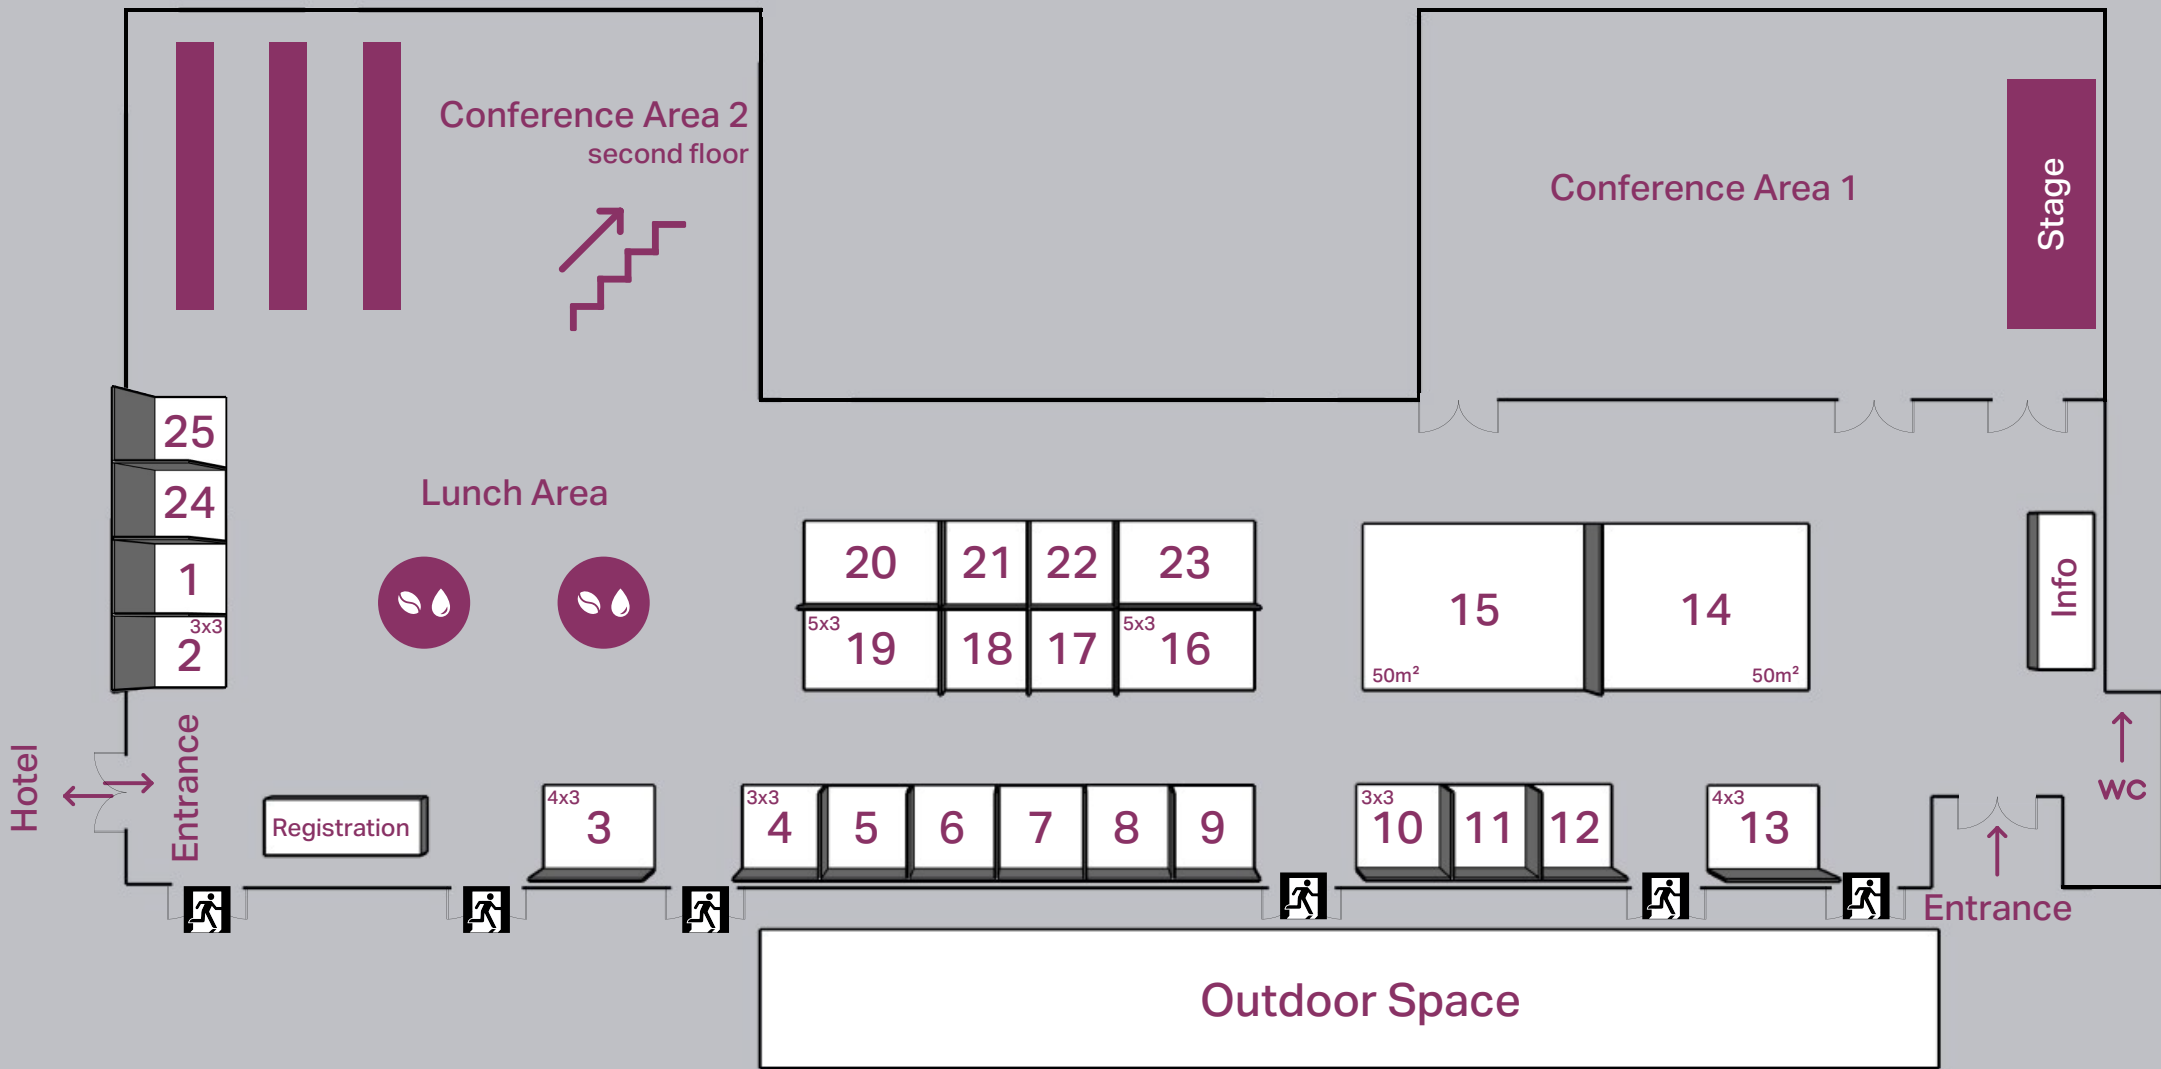 Conference Area 2
second floor
Conference Area 1
Stage
25
24
1
3x3
2
Lunch Area
20
21
22
23
5x3
19
18
17
5x3
16
15
50m²
14
50m²
Info
Hotel
Entrance
Registration
4x3
3
3x3
4
5
6
7
8
9
3x3
10
11
12
4x3
13
WC
Entrance
Outdoor Space